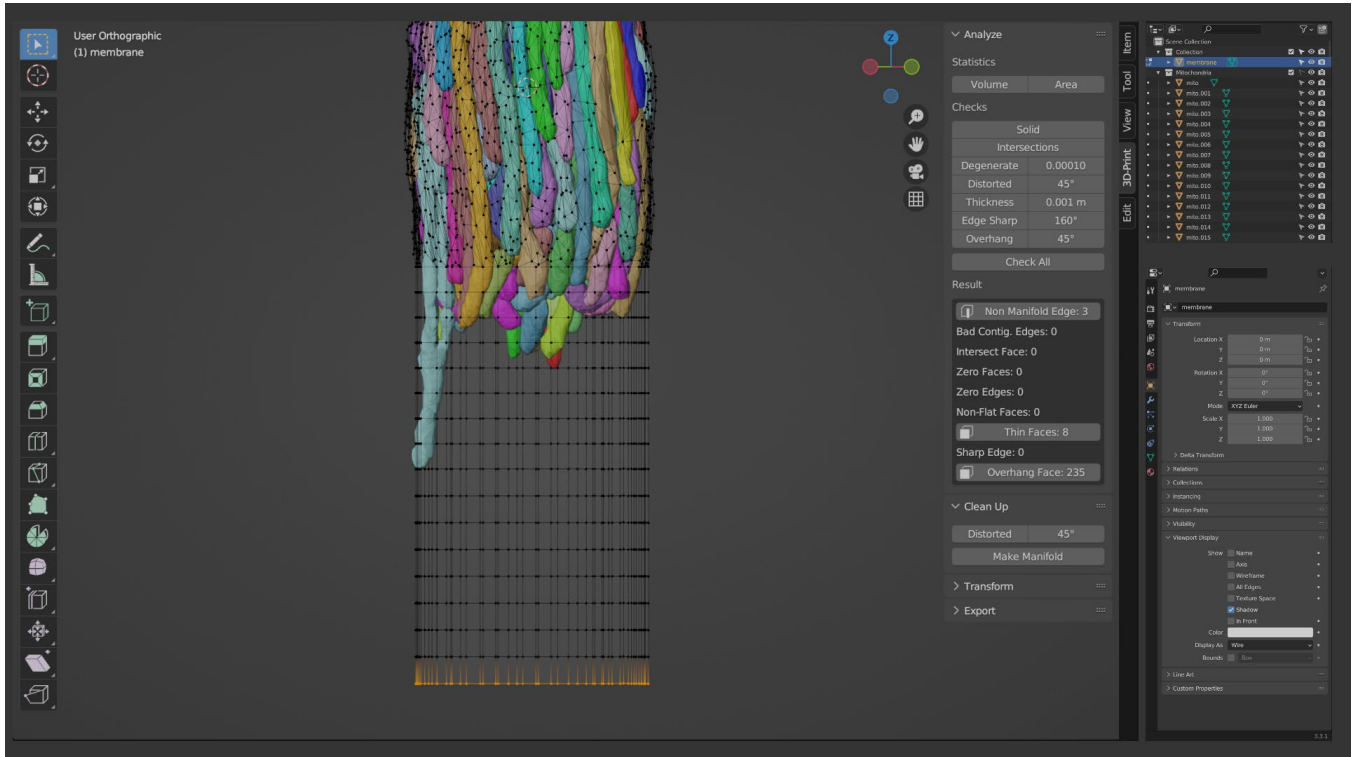 User Orthographic
(1) membrane
Z
Analyze
Statistics
Volume Area
Checks
Solid
Intersections
Degenerate 0.00010
Distorted 45°
Thickness 0.001 m
Edge Sharp 160°
Overhang 45°
Check All
Result
Non Manifold Edge: 3
Bad Contig. Edges: 0
Intersect Face: 0
Zero Faces: 0
Zero Edges: 0
Non-Flat Faces: 0
Thin Faces: 8
Sharp Edge: 0
Overhang Face: 235
Clean Up
Distorted 45°
Make Manifold
Transform
Export
Item
Tool
View
3D-Print
Edit
Scene Collection
Collection
membrane
Mitochondria
mito
mito.001
mito.002
mito.003
mito.004
mito.005
mito.006
mito.007
mito.008
mito.009
mito.010
mito.011
mito.012
mito.013
mito.014
mito.015
membrane
membrane
Transform
Location X 0 m
Y 0 m
Z 0 m
Rotation X 0°
Y 0°
Z 0°
Mode XYZ Euler
Scale X 1.000
Y 1.000
Z 1.000
Delta Transform
Relations
Collections
Instancing
Motion Paths
Visibility
Viewport Display
Show Name
Axis
Wireframe
All Edges
Texture Space
Shadow
In Front
Color
Display As Wire
Bounds Box
Line Art
Custom Properties
3.3.1